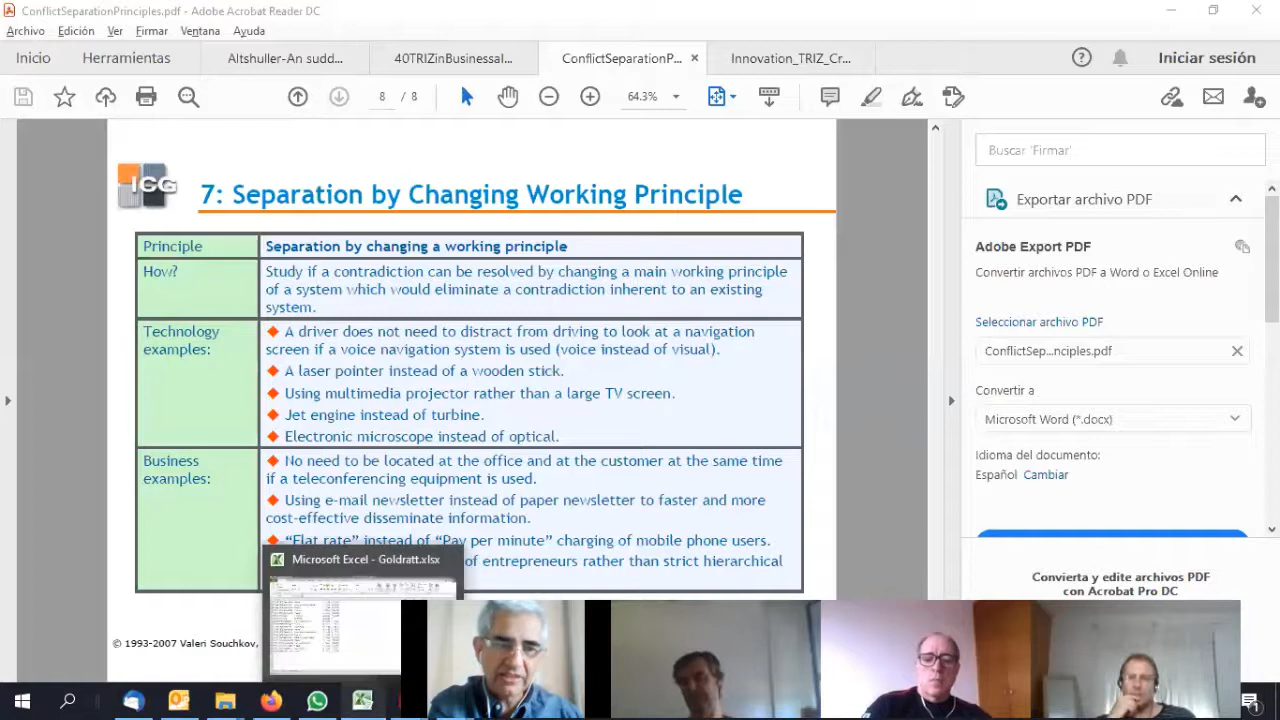 ConflictSeparationPrinciples.pdf - Adobe Acrobat Reader DC
Archivo Edición Ver Firmar Ventana Ayuda
Inicio Herramientas Altshuller-An sudd... 40TRIZinBusinessal... ConflictSeparationP... Innovation_TRIZ_Cr... Iniciar sesión
8 / 8 64.3%
Buscar 'Firmar'
ICG
7: Separation by Changing Working Principle
Principle Separation by changing a working principle
How? Study if a contradiction can be resolved by changing a main working principle
of a system which would eliminate a contradiction inherent to an existing
system.
Technology examples:
A driver does not need to distract from driving to look at a navigation
screen if a voice navigation system is used (voice instead of visual).
A laser pointer instead of a wooden stick.
Using multimedia projector rather than a large TV screen.
Jet engine instead of turbine.
Electronic microscope instead of optical.
Business examples:
No need to be located at the office and at the customer at the same time
if a teleconferencing equipment is used.
Using e-mail newsletter instead of paper newsletter to faster and more
cost-effective disseminate information.
"Flat rate" instead of "Pay per minute" charging of mobile phone users.
of entrepreneurs rather than strict hierarchical
Microsoft Excel - Goldratt.xlsx
© 1993-2007 Valeri Souchkov,
Exportar archivo PDF
Adobe Export PDF
Convertir archivos PDF a Word o Excel Online
Seleccionar archivo PDF
ConflictSep...nciples.pdf
Convertir a
Microsoft Word (*.docx)
Idioma del documento:
Español Cambiar
Convierta y edite archivos PDF
con Acrobat Pro DC